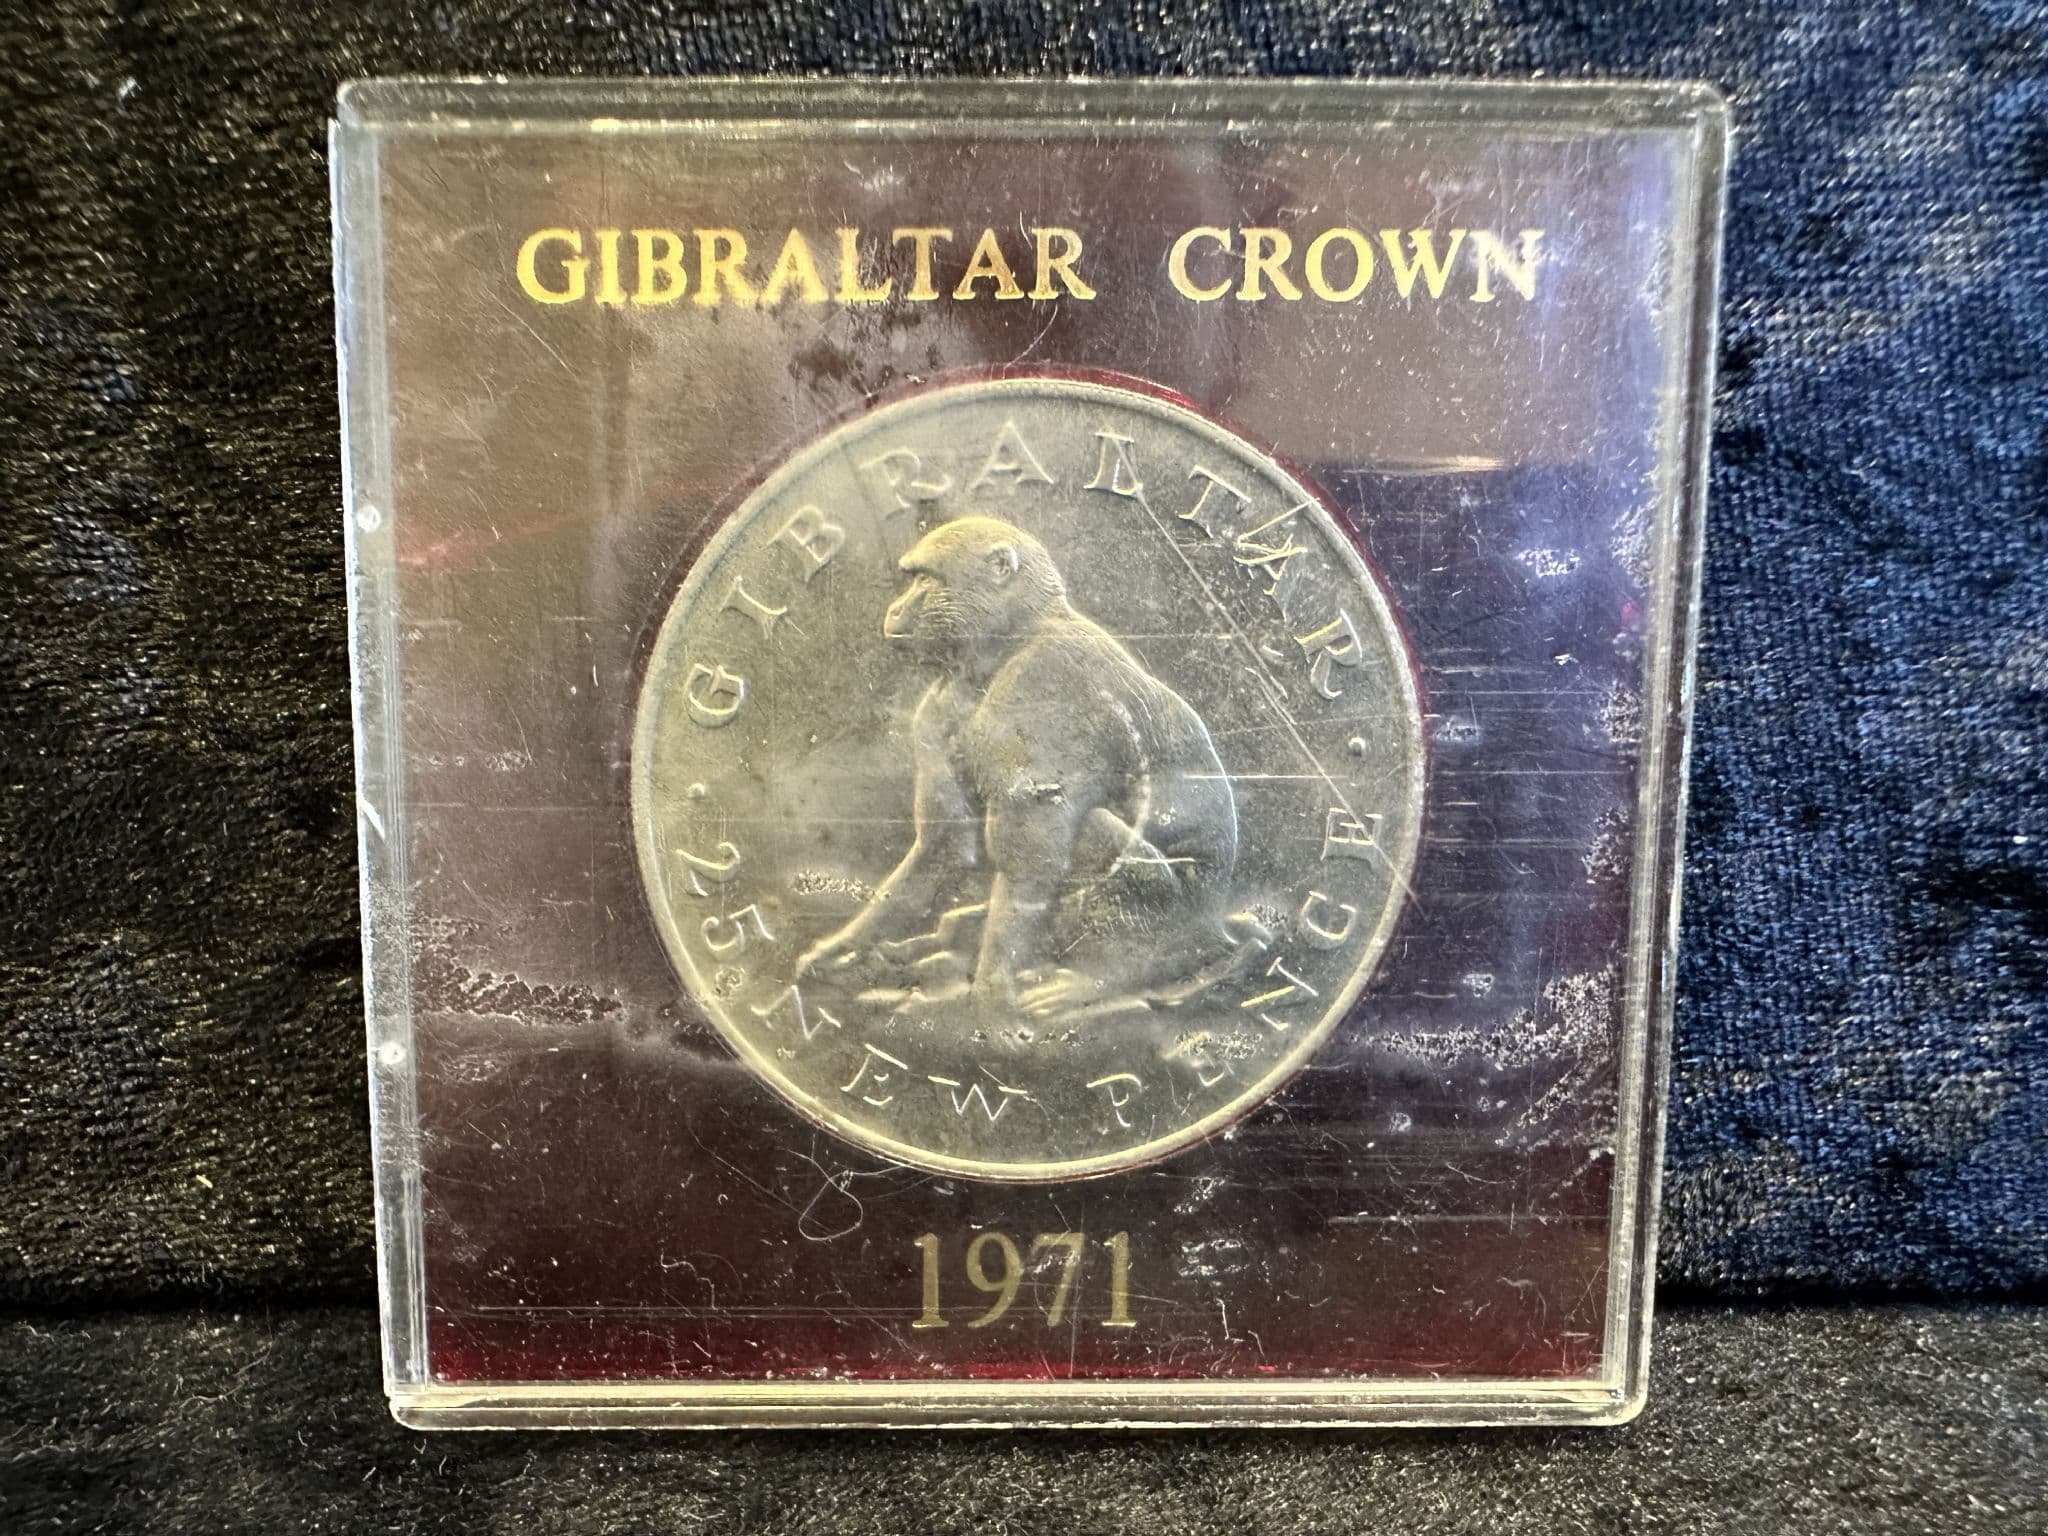 GIBRALTAR CROWN
· GIBRALTAR ·
25 NEW PENCE
1971